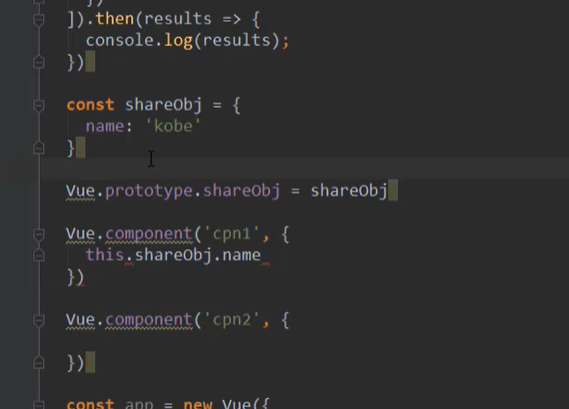 ]).then(results => {
console.log(results);
})
const shareObj = {
name: 'kobe'
}
Vue.prototype.shareObj = shareObj
Vue.component('cpn1', {
this.shareObj.name
})
Vue.component('cpn2', {
})
const app = new Vue({